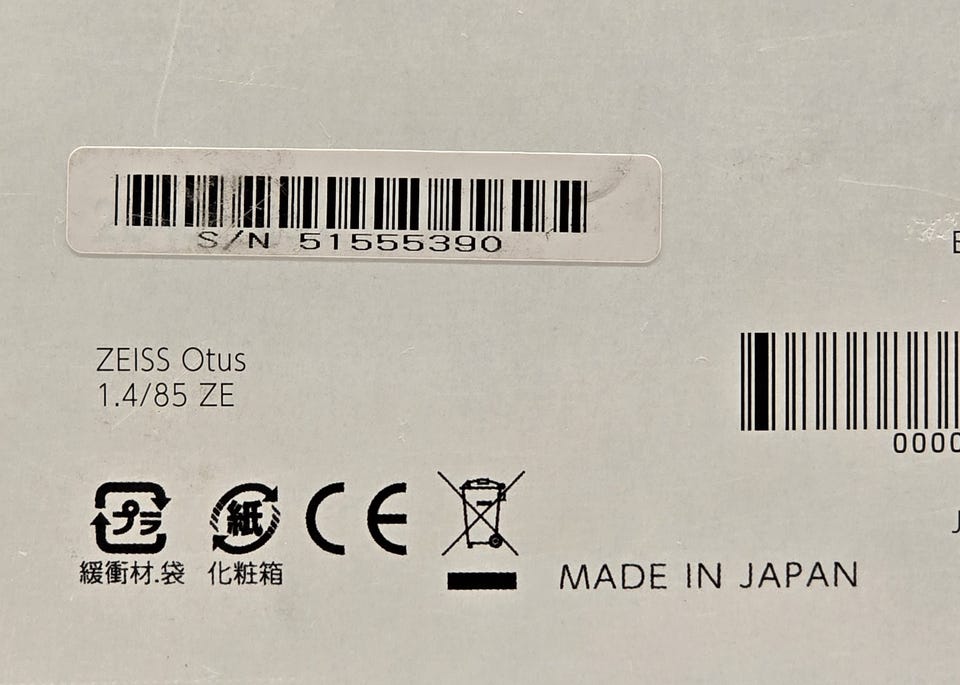 S/N 51555390
ZEISS Otus
1.4/85 ZE
0000
プラ
紙
CE
緩衝材.袋
化粧箱
MADE IN JAPAN